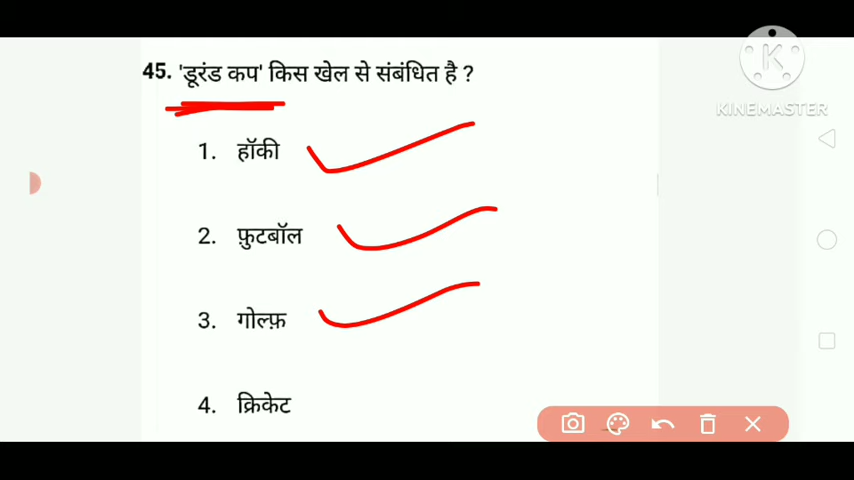 45. 'डूरंड कप' किस खेल से संबंधित है ?
K
KINEMASTER
1. हॉकी
2. फ़ुटबॉल
3. गोल्फ़
4. क्रिकेट